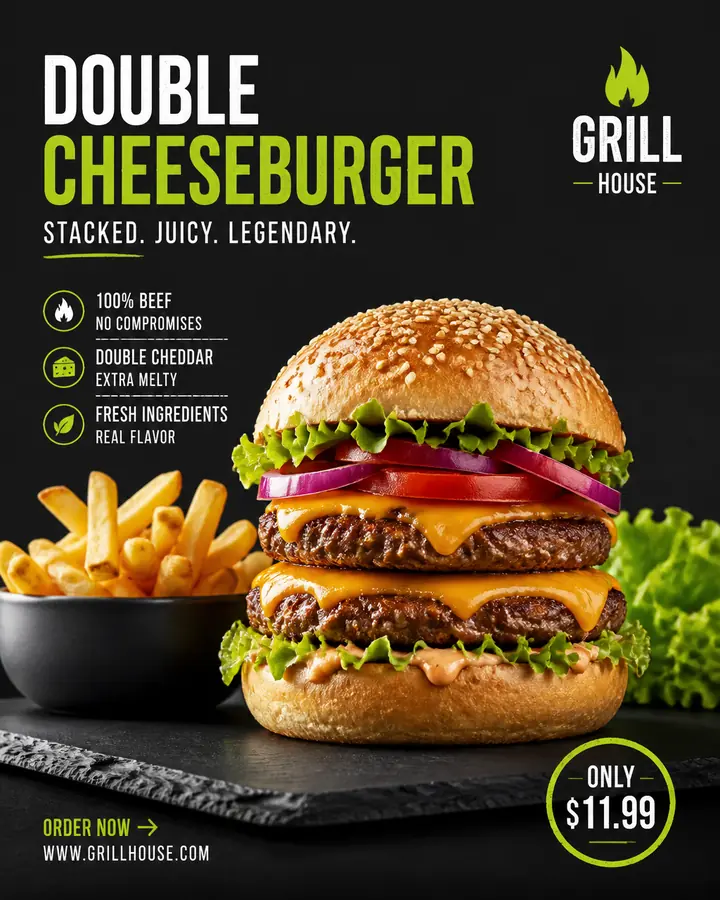 DOUBLE
CHEESEBURGER
STACKED. JUICY. LEGENDARY.
GRILL
HOUSE
100% BEEF
NO COMPROMISES
DOUBLE CHEDDAR
EXTRA MELTY
FRESH INGREDIENTS
REAL FLAVOR
ORDER NOW →
WWW.GRILLHOUSE.COM
ONLY
$11.99